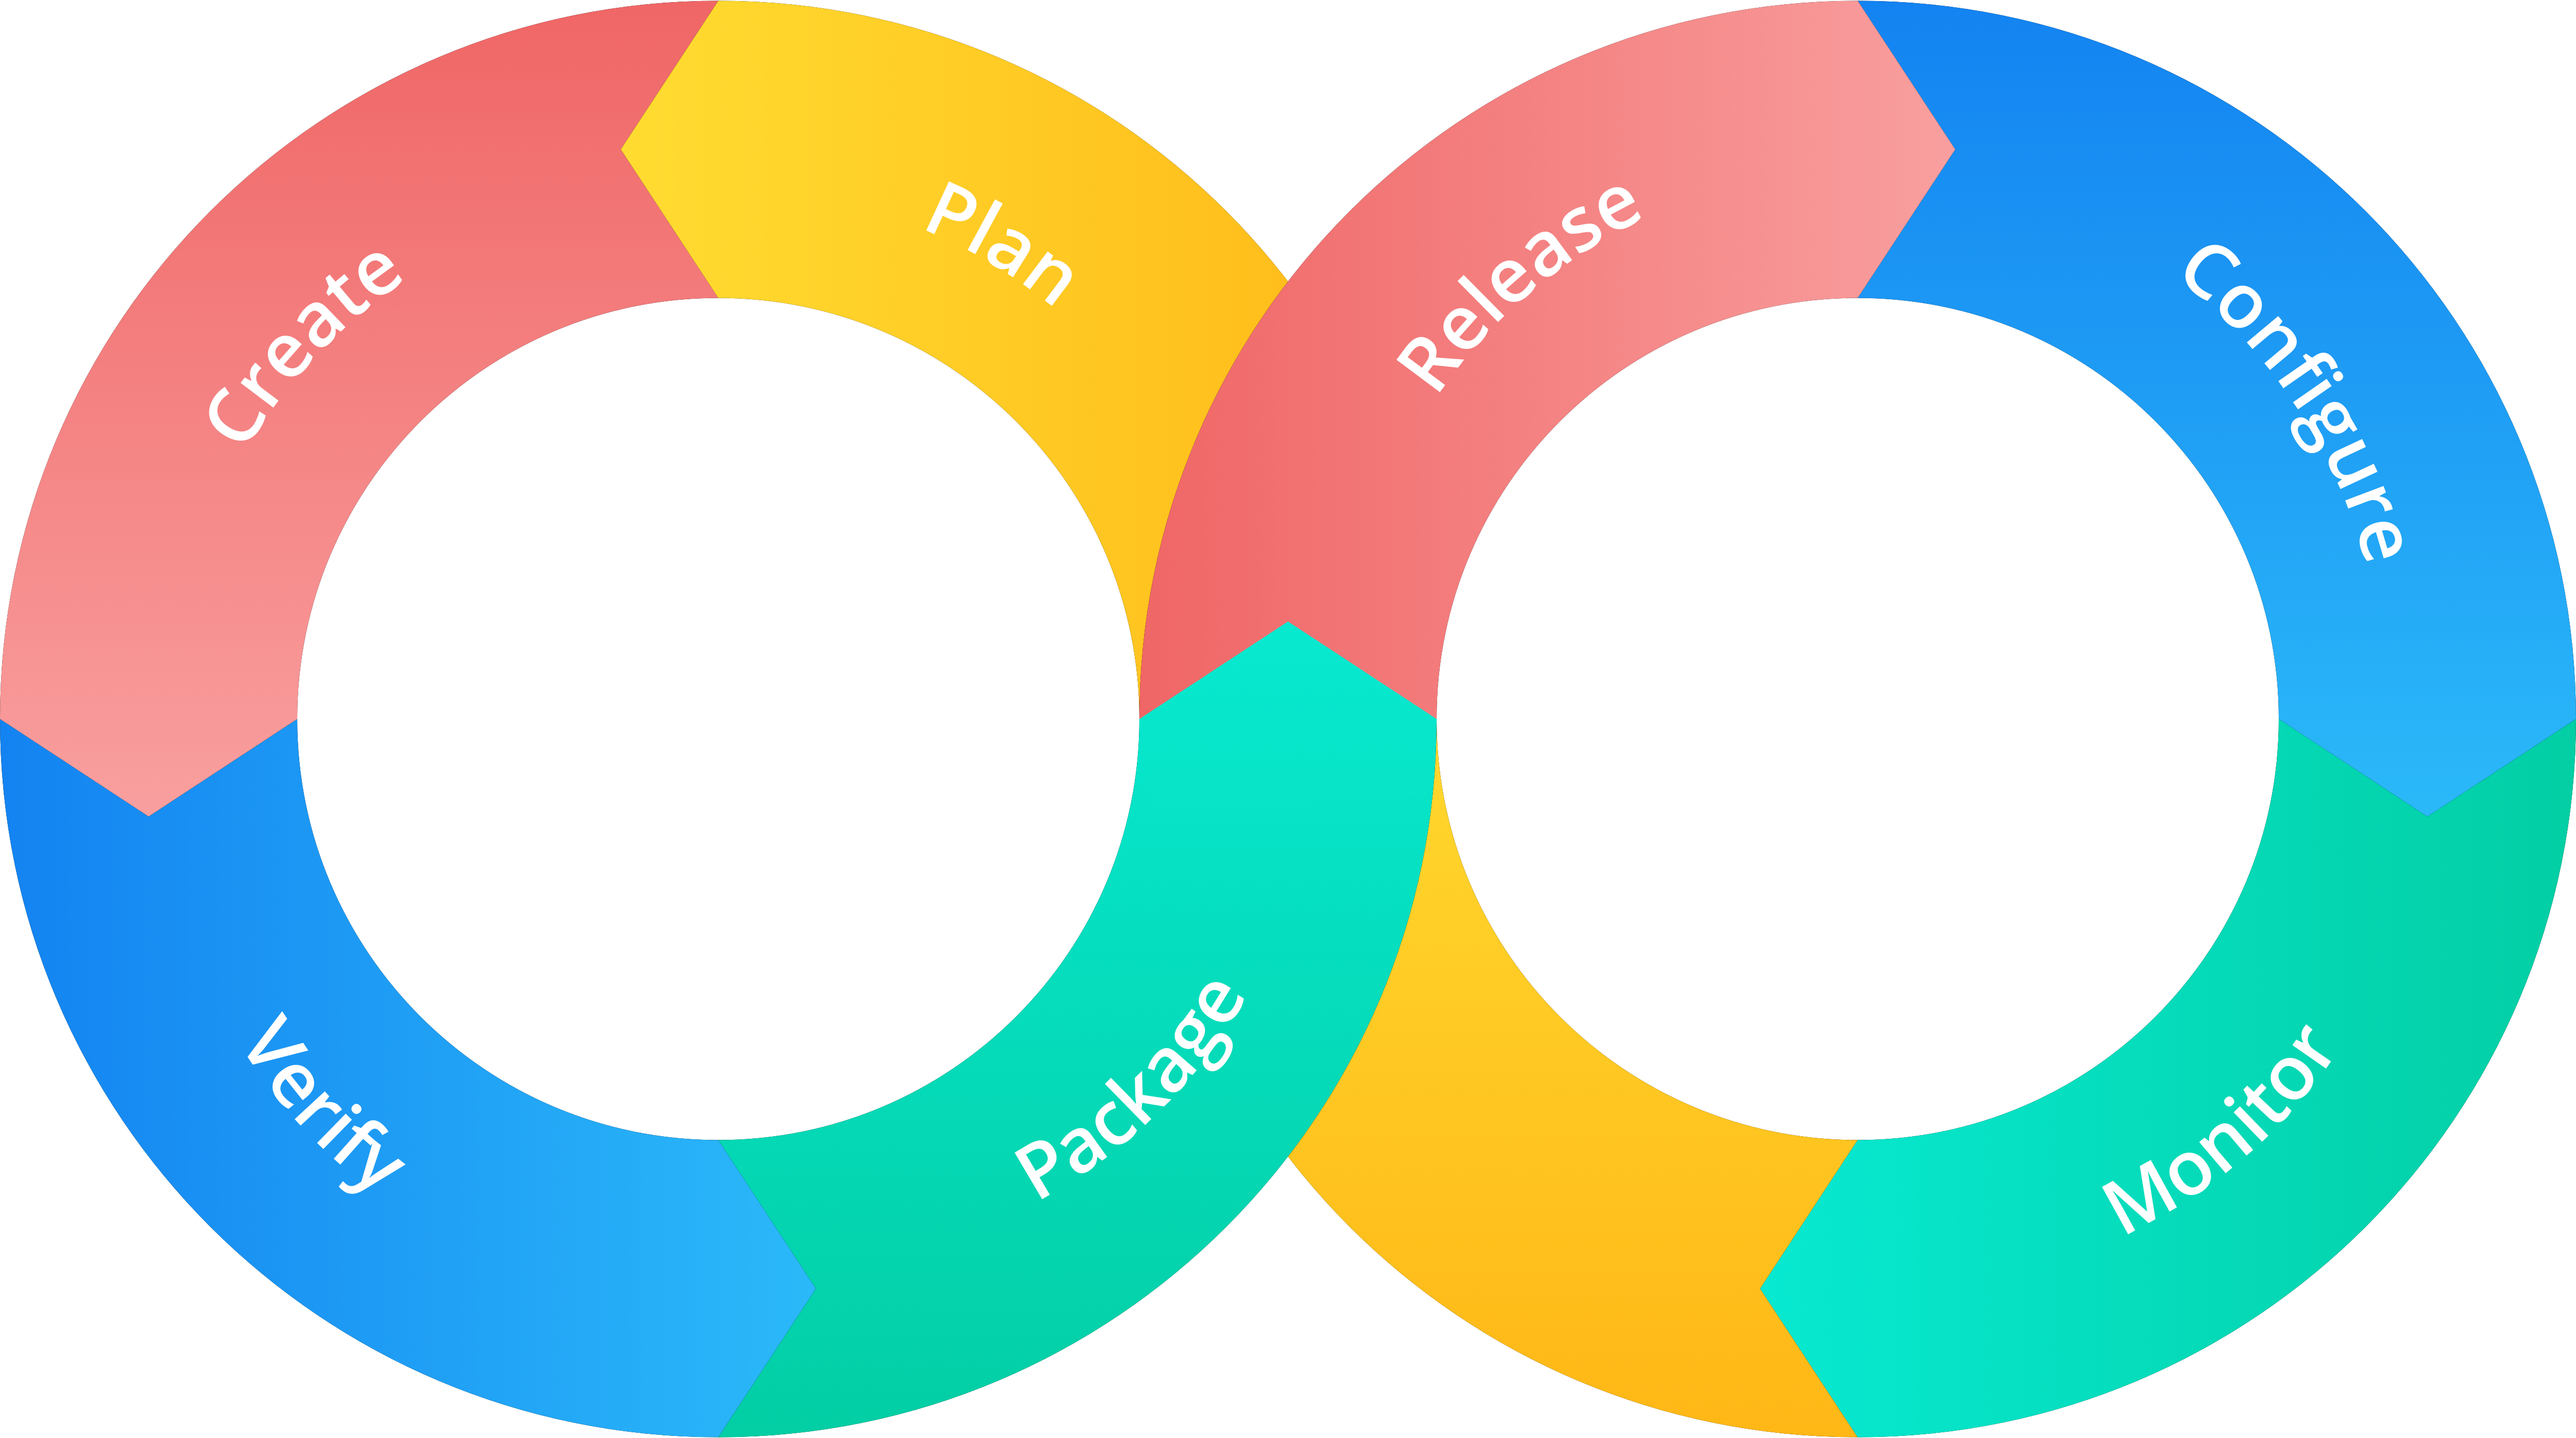 Plan
Create
Verify
Package
Release
Configure
Monitor